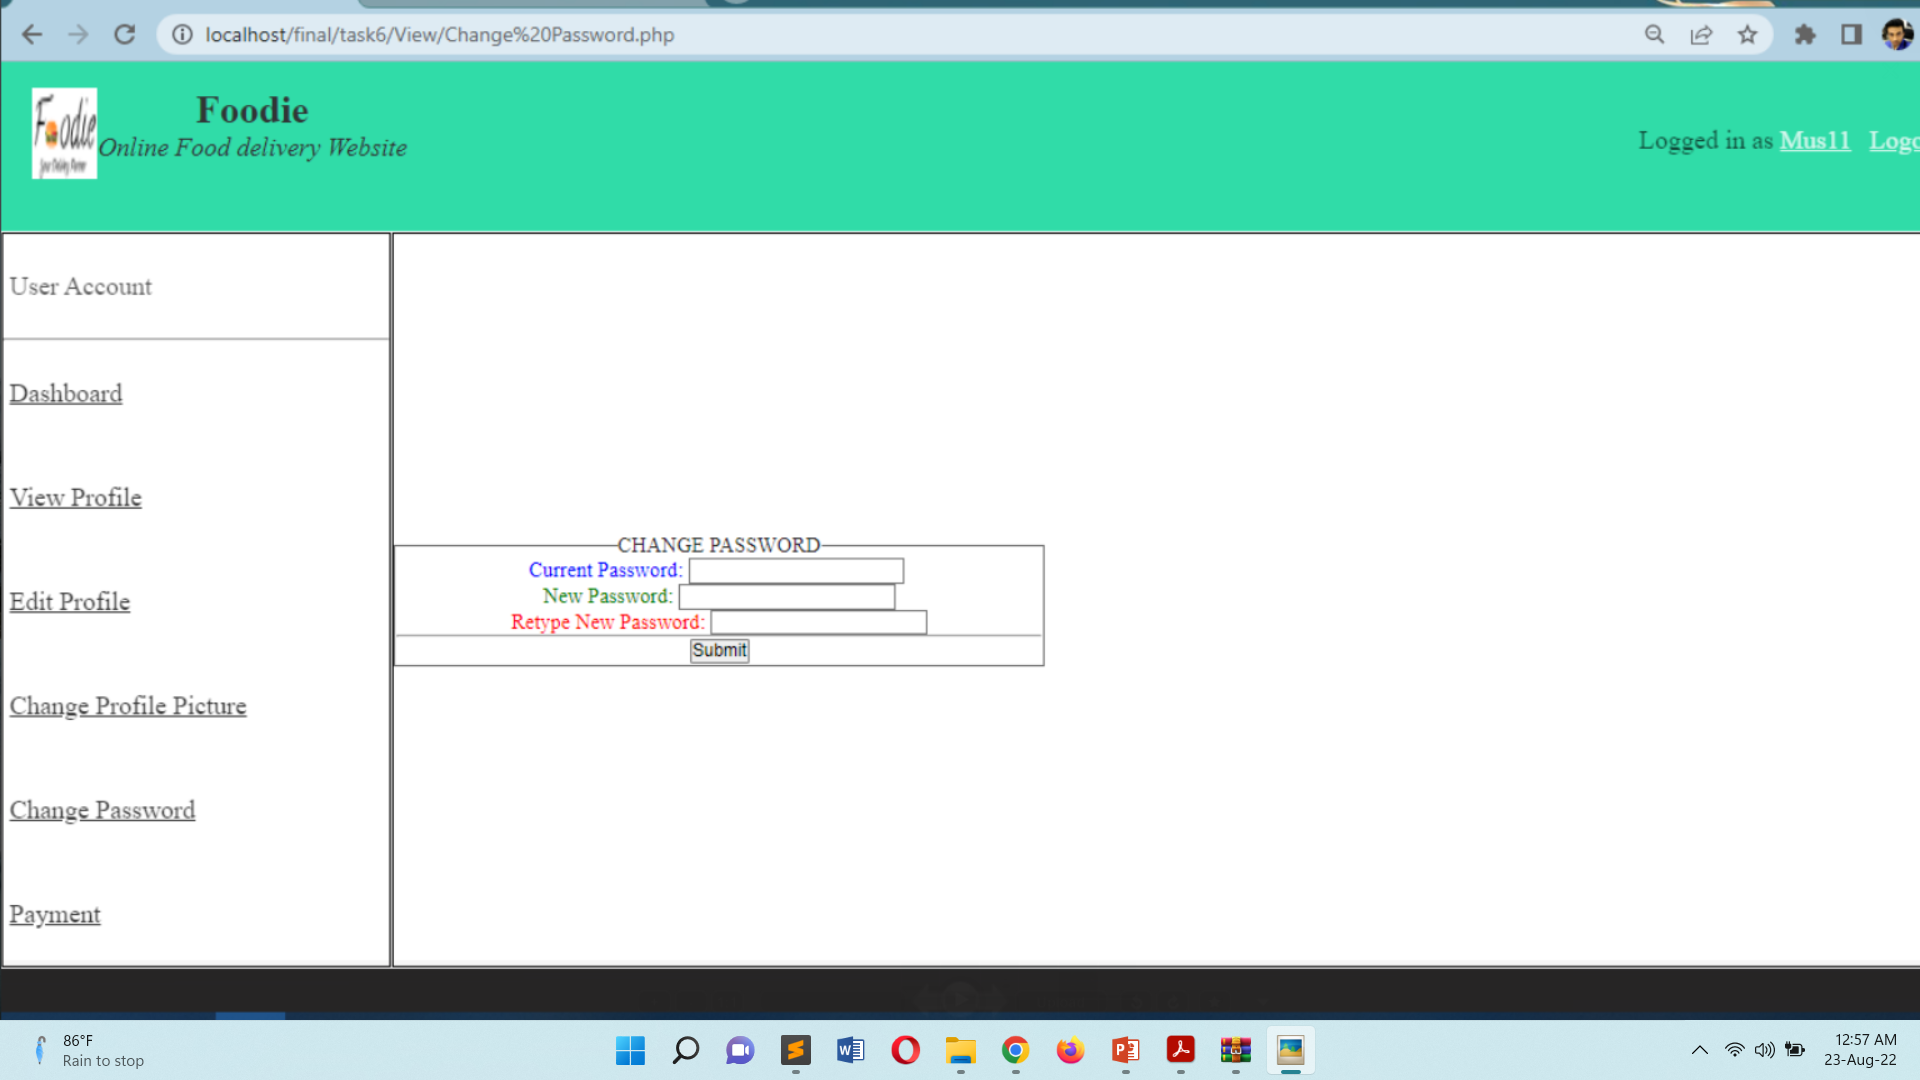 localhost/final/task6/View/Change%20Password.php
Foodie
Foodie
Online Food delivery Website
Logged in as Mus11 Logo
User Account
Dashboard
View Profile
Edit Profile
Change Profile Picture
Change Password
Payment
CHANGE PASSWORD
Current Password:
New Password:
Retype New Password:
Submit
86°F
Rain to stop
12:57 AM
23-Aug-22